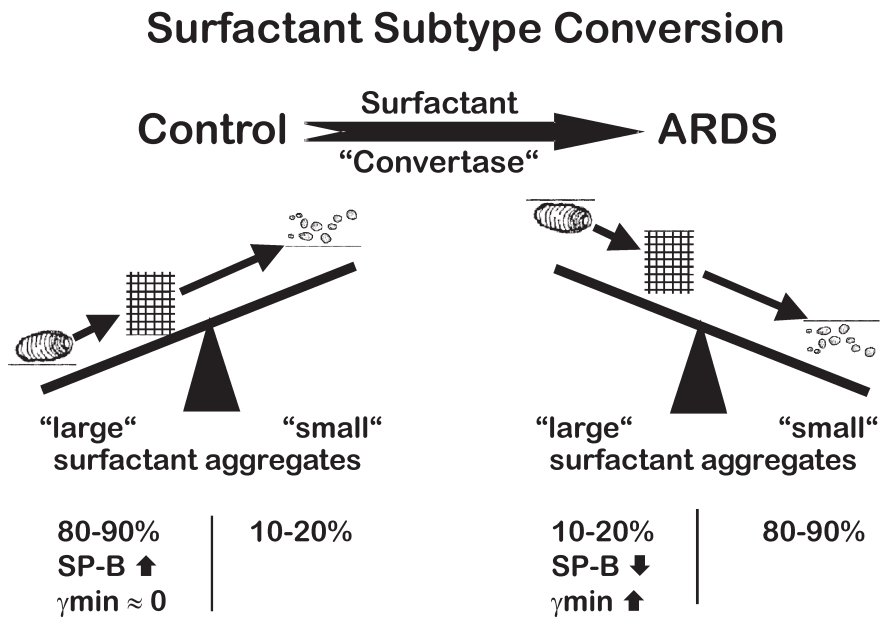 Surfactant Subtype Conversion
Surfactant
Control ARDS
“Convertase“
“large“ “small“
surfactant aggregates
“large“ “small“
surfactant aggregates
80-90% 10-20%
SP-B ⬆
γmin ≈ 0
10-20% 80-90%
SP-B ⬇
γmin ⬆